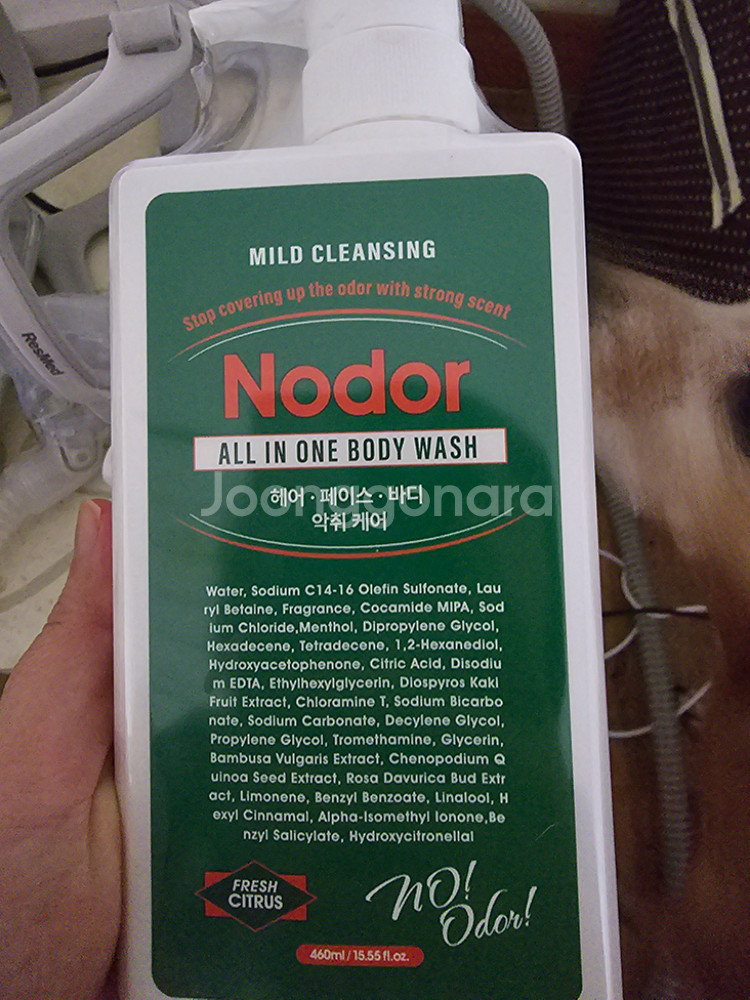 MILD CLEANSING
Stop covering up the odor with strong scent
Nodor
ALL IN ONE BODY WASH
헤어 · 페이스 · 바디
Joonggonara
악취 케어
ResMed
Water, Sodium C14-16 Olefin Sulfonate, Lau
ryl Betaine, Fragrance, Cocamide MIPA, Sod
ium Chloride,Menthol, Dipropylene Glycol,
Hexadecene, Tetradecene, 1,2-Hexanediol,
Hydroxyacetophenone, Citric Acid, Disodiu
m EDTA, Ethylhexylglycerin, Diospyros Kaki
Fruit Extract, Chloramine T, Sodium Bicarbo
nate, Sodium Carbonate, Decylene Glycol,
Propylene Glycol, Tromethamine, Glycerin,
Bambusa Vulgaris Extract, Chenopodium Q
uinoa Seed Extract, Rosa Davurica Bud Extr
act, Limonene, Benzyl Benzoate, Linalool, H
exyl Cinnamal, Alpha-Isomethyl Ionone,Be
nzyl Salicylate, Hydroxycitronellal
FRESH
CITRUS
NO!
Odor!
460ml / 15.55 fl.oz.